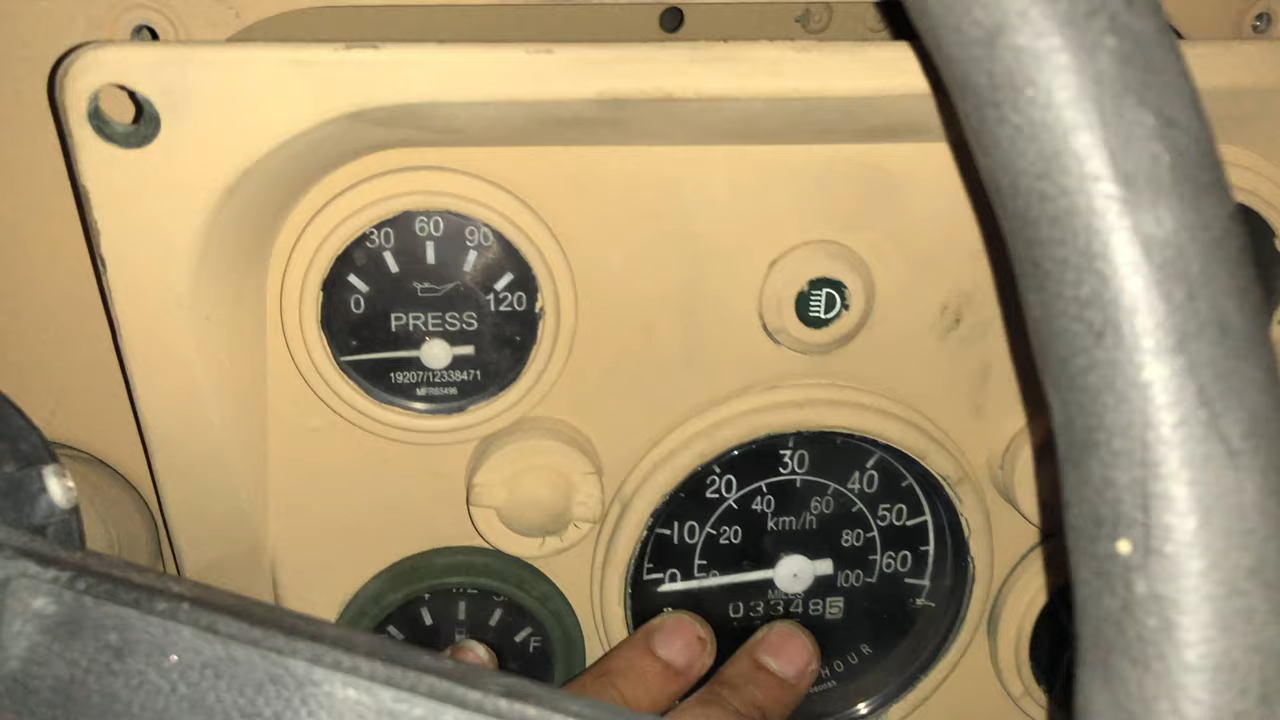 0 30 60 90 120
PRESS
19207/12338471
MFR65496
0 10 20 30 40 50 60
20 40 60 80 100
km/h
MILES
033485
HOUR
F